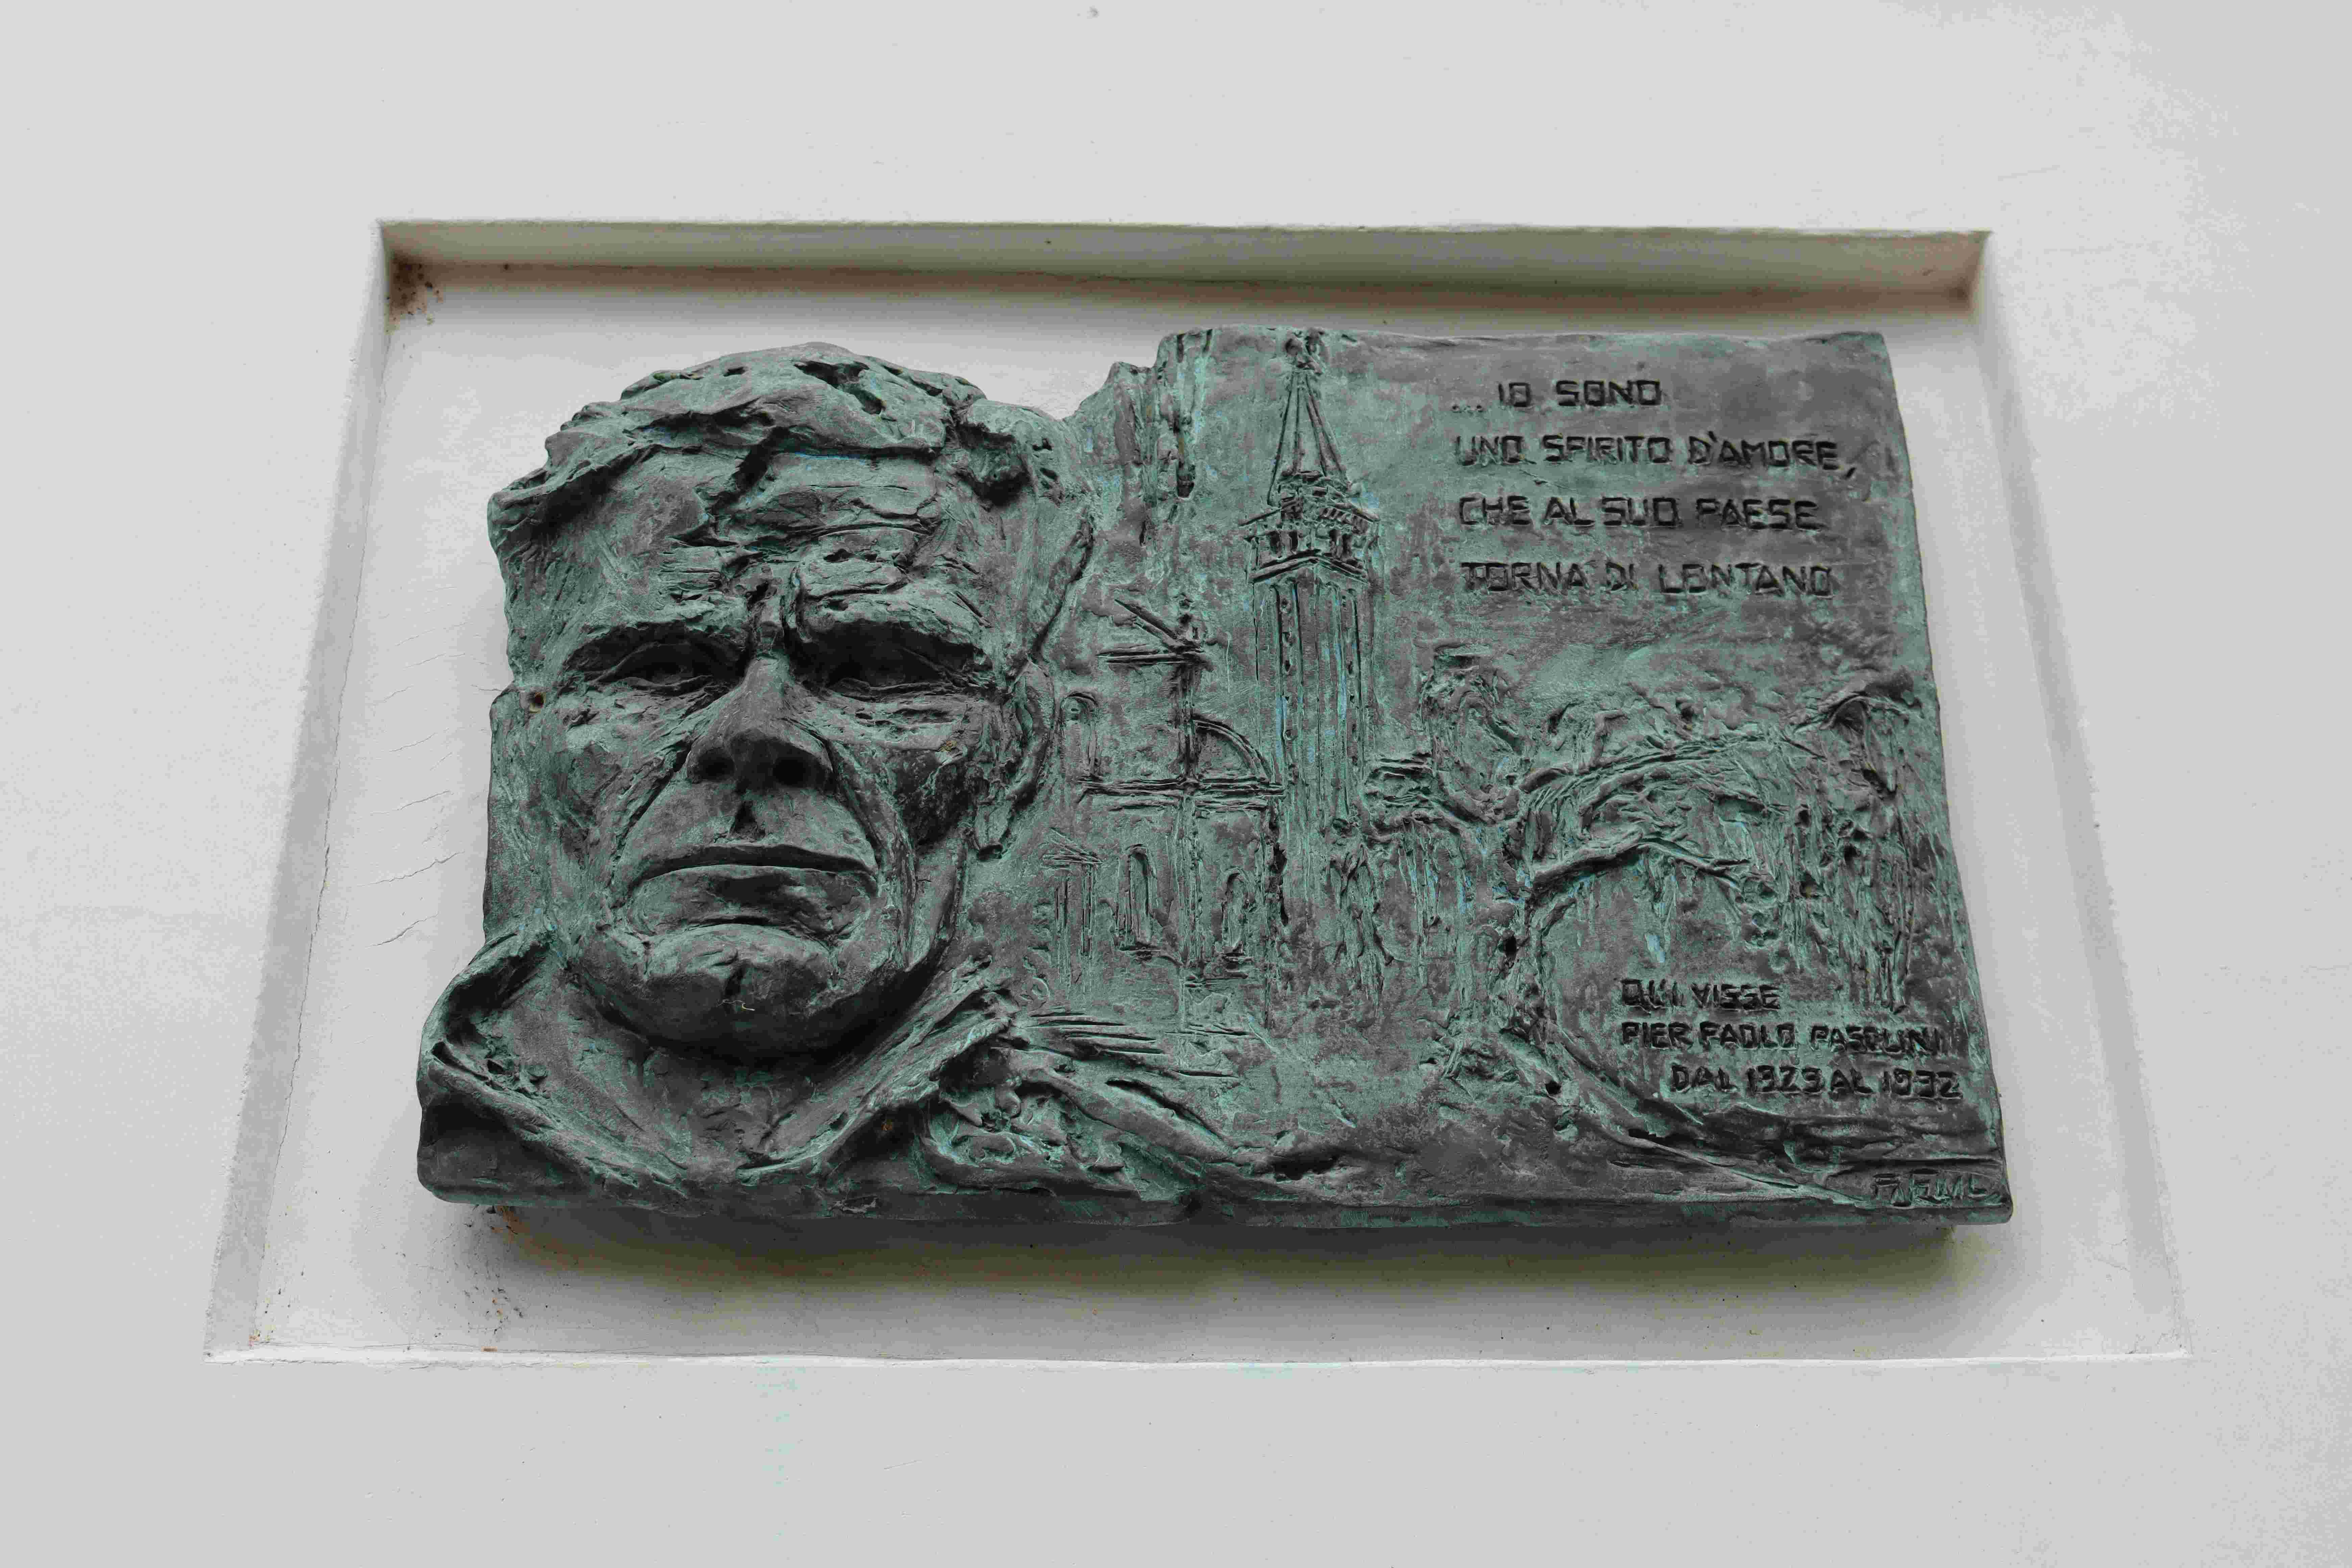 ... IO SONO
UNO SPIRITO D'AMORE,
CHE AL SUO PAESE
TORNA DI LONTANO
QUI VISSE
PIER PAOLO PASOLINI
DAL 1929 AL 1932